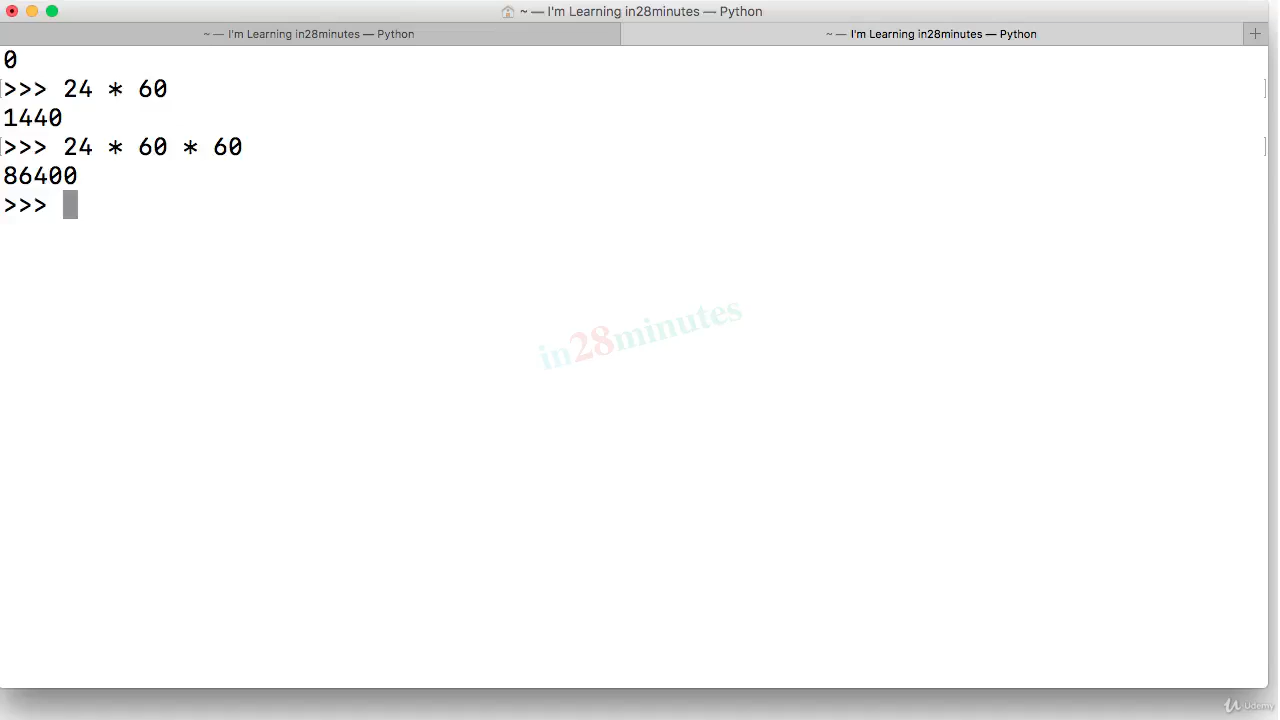 ~ — I'm Learning in28minutes — Python
~ — I'm Learning in28minutes — Python
~ — I'm Learning in28minutes — Python
+
0
>>> 24 * 60
1440
>>> 24 * 60 * 60
86400
>>>
in28minutes
Udemy